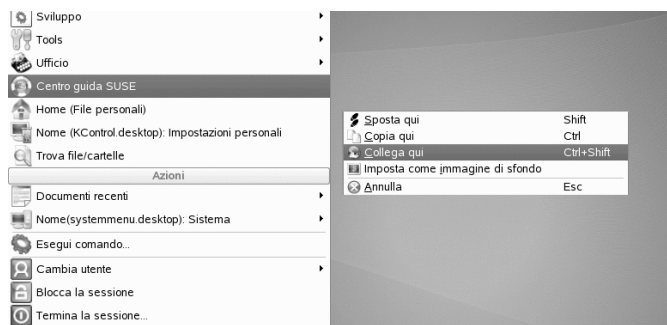 Sviluppo
Tools
Ufficio
Centro guida SUSE
Home (File personali)
Nome (KControl.desktop): Impostazioni personali
Trova file/cartelle
Azioni
Documenti recenti
Nome(systemmenu.desktop): Sistema
Esegui comando...
Cambia utente
Blocca la sessione
Termina la sessione...
Sposta qui Shift
Copia qui Ctrl
Collega qui Ctrl+Shift
Imposta come immagine di sfondo
Annulla Esc